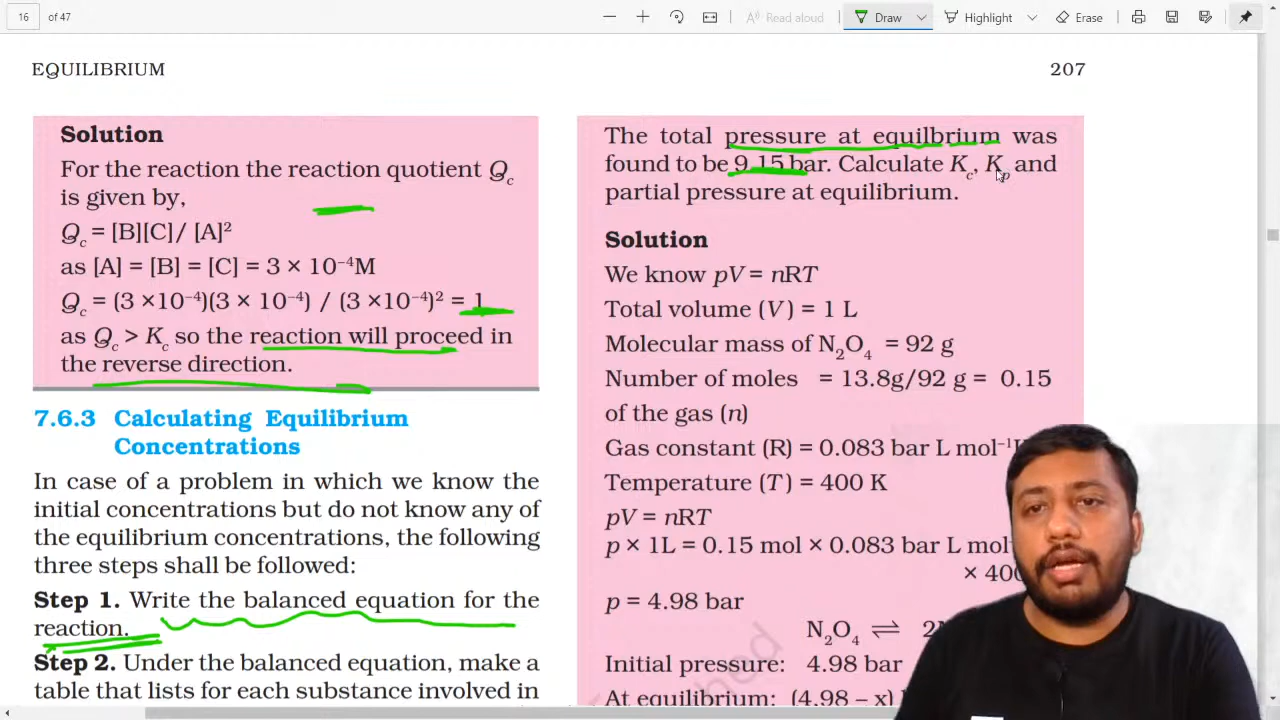 16 of 47
Read aloud
Draw
Highlight
Erase
EQUILIBRIUM
207
Solution
For the reaction the reaction quotient Qc
is given by,
Qc = [B][C]/ [A]²
as [A] = [B] = [C] = 3 × 10⁻⁴M
Qc = (3 ×10⁻⁴)(3 × 10⁻⁴) / (3 ×10⁻⁴)² = 1
as Qc > Kc so the reaction will proceed in
the reverse direction.
7.6.3 Calculating Equilibrium
Concentrations
In case of a problem in which we know the
initial concentrations but do not know any of
the equilibrium concentrations, the following
three steps shall be followed:
Step 1. Write the balanced equation for the
reaction.
Step 2. Under the balanced equation, make a
table that lists for each substance involved in
The total pressure at equilbrium was
found to be 9.15 bar. Calculate Kc, Kp and
partial pressure at equilibrium.
Solution
We know pV = nRT
Total volume (V) = 1 L
Molecular mass of N₂O₄ = 92 g
Number of moles = 13.8g/92 g = 0.15
of the gas (n)
Gas constant (R) = 0.083 bar L mol⁻¹
Temperature (T) = 400 K
pV = nRT
p × 1L = 0.15 mol × 0.083 bar L mol
× 400
p = 4.98 bar
N₂O₄ ⇌ 2
Initial pressure: 4.98 bar
At equilibrium: (4.98 – x)